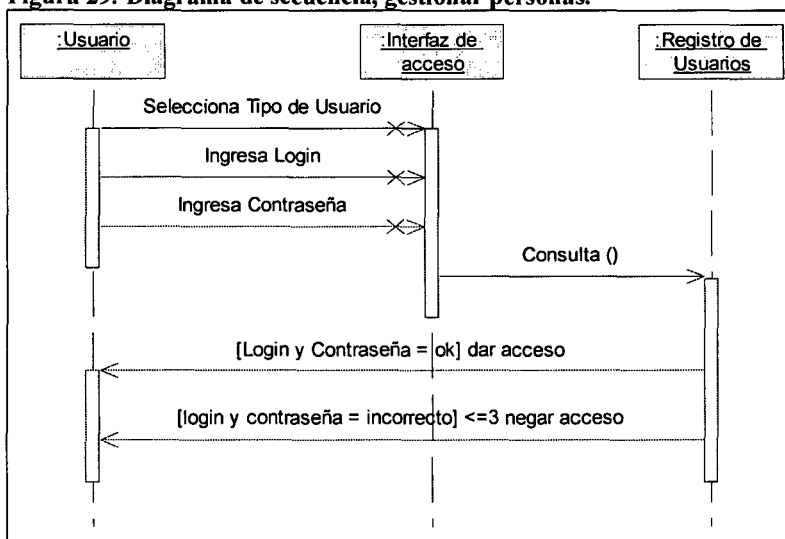 Figura 29. Diagrama de secuencia, gestionar personas.
:Usuario
:Interfaz de
acceso
:Registro de
Usuarios
Selecciona Tipo de Usuario
Ingresa Login
Ingresa Contraseña
Consulta ()
[Login y Contraseña = ok] dar acceso
[login y contraseña = incorrecto] <=3 negar acceso